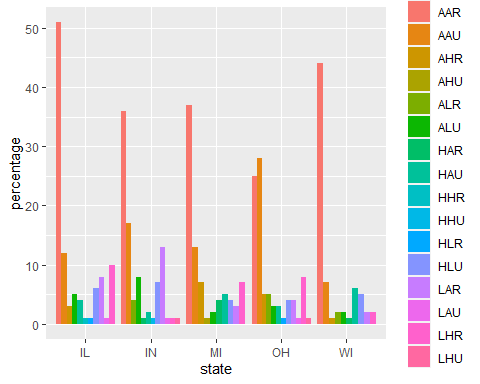 percentage
50
40
30
20
10
0
IL IN MI OH WI
state
AAR
AAU
AHR
AHU
ALR
ALU
HAR
HAU
HHR
HHU
HLR
HLU
LAR
LAU
LHR
LHU